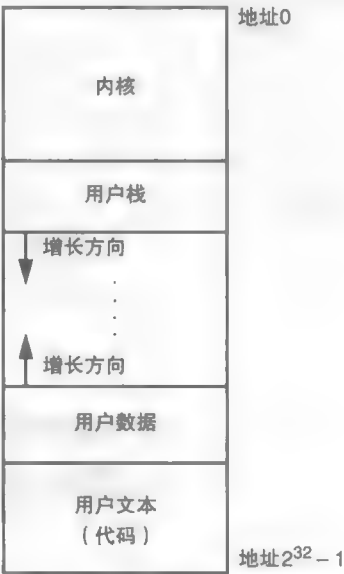 地址0
内核
用户栈
增长方向
增长方向
用户数据
用户文本
（代码）
地址2³² – 1